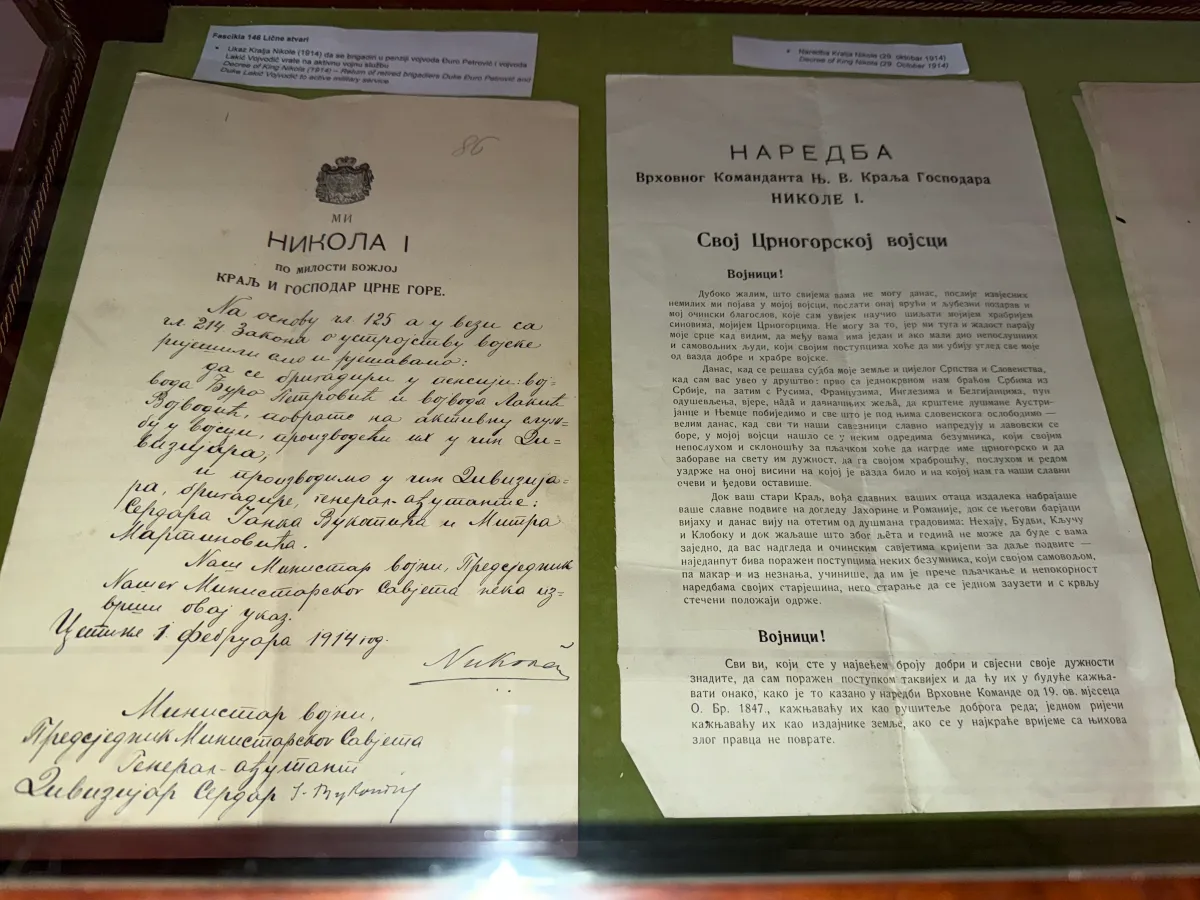 Fascikla 146 Lične stvari
• Ukaz Kralja Nikole (1914) da se brigadiri u penziji vojvoda Đuro Petrović i vojvoda
Lakić Vojvodić vrate na aktivnu vojnu službu
Decree of King Nikola (1914) – Return of retired brigadiers Duke Đuro Petrović and
Duke Lakić Vojvodić to active military service.
86
МИ
НИКОЛА I
ПО МИЛОСТИ БОЖЈОЈ
КРАЉ И ГОСПОДАР ЦРНЕ ГОРЕ.
На основу чл 125 а у вези са
чл. 214 Закона о устројству војске
ријешили смо и рјешавамо:
да се бригадири у пенсији: вој-
вода Ђуро Петровић и војвода Лакић
Војводић, поврате на активну служ-
бу у војсци, производећи их у чин Ди-
визијара;
и производимо у чин Дивизија-
ра, бригадире, генерал-ађутанте:
Сердара Јанка Вукотића и Митра
Мартиновића.
Наш Министар војни, Предсједник
Нашег Министарског Савјета нека из-
врши овај указ.
Цетиње 1. фебруара 1914 год.
Никола
Министар војни,
Предсједник Министарског Савјета
Генерал-ађутант
Дивизијар Сердар Ј. Вукотић
• Naredba Kralja Nikole (29. oktobar 1914)
Decree of King Nikola (29. October 1914)
НАРЕДБА
Врховног Команданта Њ. В. Краља Господара
НИКОЛЕ I.
Свој Црногорској војсци
Војници!
Дубоко жалим, што свијема вама не могу данас, послије извјесних
немилих ми појава у мојој војсци, послати онај врући и љубезни поздрав и
мој очински благослов, које сам увијек научио шиљати мојијем храбријем
синовима, мојијем Црногорцима. Не могу за то, јер ми туга и жалост парају
моје срце кад видим, да међу вама има један и ако мали дио непослушних
и самовољних људи, који својим поступцима хоће да ми убију углед све моје
од вазда добре и храбре војске.
Данас, кад се решава судба моје земље и цијелог Српства и Словенства,
кад сам вас увео у друштво: прво са једнокрвном нам браћом Србима из
Србије, па затим с Русима, Французима, Инглезима и Белгијанцима, пун
одушевљења, вјере, на̂да̂ и данашњих жеља̂, да крштене душмане Аустри-
јанце и Њемце побиједимо и све што је под њима словенскога ослободимо —
велим данас, кад сви ти наши савезници славно напредују и лавовски се
боре, у мојој војсци нашло се у неким одредима безумника, који својим
непослухом и склоношћу за пљачком хоће да нагрде име црногорско и да
забораве на свету им дужност, да га својом храброшћу, послухом и редом
уздрже на оној висини на којој је вазда било и на којој нам га наши славни
очеви и ђедови оставише.
Док ваш стари Краљ, вођа славних ваших отаца издалека набрајаше
ваше славне подвиге на догледу Јахорине и Романије, док се његови барјаци
вијаху и данас вију на отетим од душмана градовима: Нехају, Будви, Кључу
и Клобоку и док жаљаше што због љѐта и година̂ не може да буде с вама
заједно, да вас надгледа и очинским савјетима кријепи за даље подвиге —
наједанпут бива поражен поступцима неких безумника, који својом самовољом,
па макар и из незнања, учинише, да им је прече пљачкање и непокорност
наредбама својих старјешина, него старање да се једном заузети и с крвљу
стечени положаји одрже.
Војници!
Сви ви, који сте у највећем броју добри и свјесни своје дужности
знадите, да сам поражен поступком таквијех и да ћу их у будуће кажња-
вати онако, како је то казано у наредби Врховне Команде од 19. ов. мјесеца
О. Бр. 1847., кажњаваћу их као рушитеље доброга реда; једном ријечи
кажњаваћу их као издајнике земље, ако се у најкраће вријеме са њихова
злог правца не поврате.